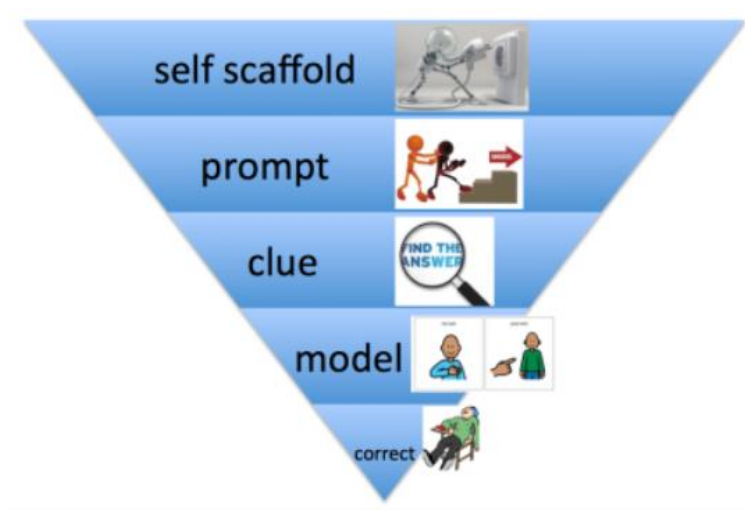 self scaffold
prompt
clue
FIND THE
ANSWER
model
correct